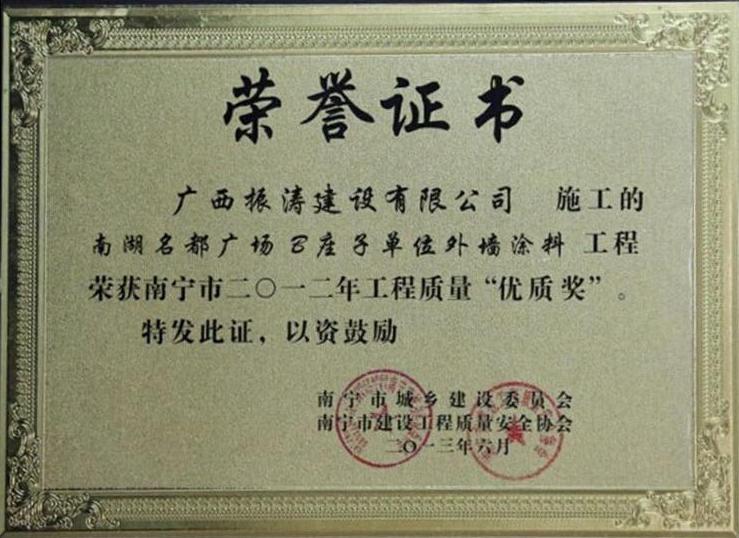 荣誉证书
广西振涛建设有限公司 施工的
南湖名都广场B座子单位外墙涂料 工程
荣获南宁市二〇一二年工程质量“优质奖”。
特发此证，以资鼓励
南宁市城乡建设委员会
南宁市建设工程质量安全协会
二〇一三年六月